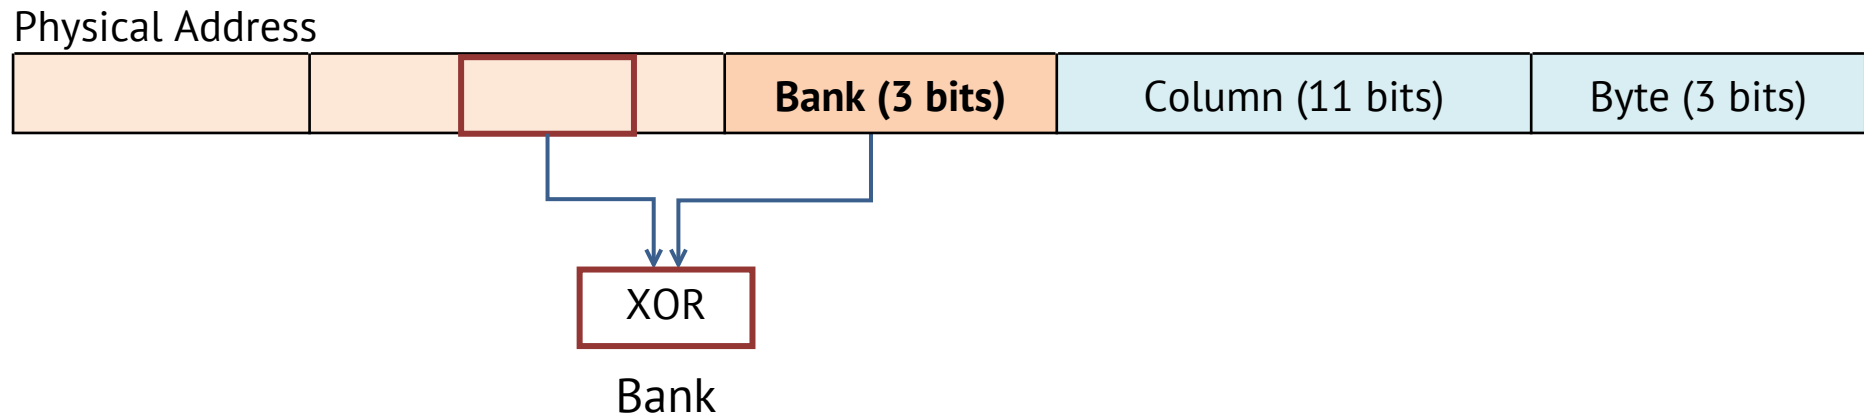 Physical Address
Bank (3 bits) Column (11 bits) Byte (3 bits)
XOR
Bank